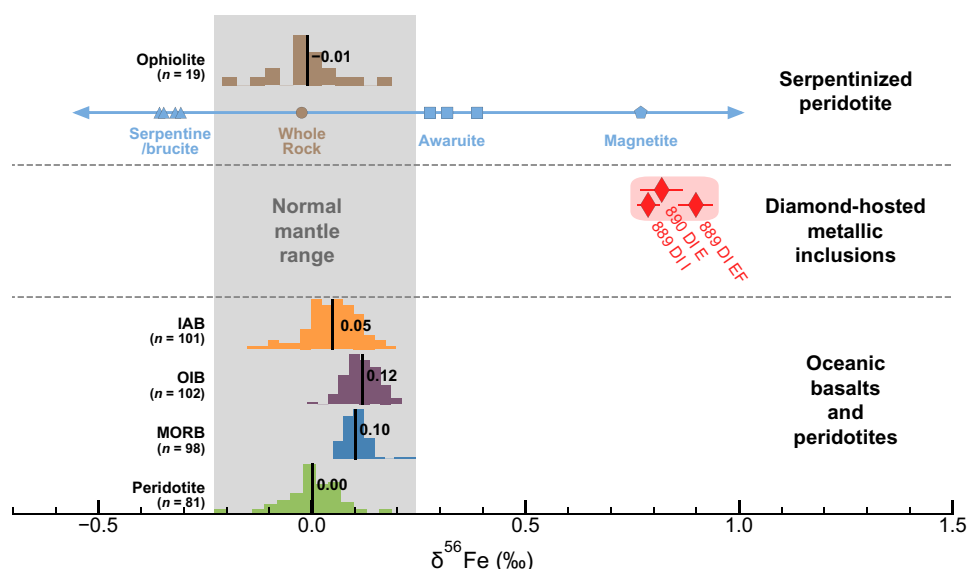 Ophiolite
(n = 19)
−0.01
Serpentinized
peridotite
Serpentine
/brucite
Whole
Rock
Awaruite
Magnetite
Normal
mantle
range
889 DI I
890 DI E
889 DI EF
Diamond-hosted
metallic
inclusions
IAB
(n = 101)
0.05
OIB
(n = 102)
0.12
MORB
(n = 98)
0.10
Peridotite
(n = 81)
0.00
Oceanic
basalts
and
peridotites
−0.5 0.0 0.5 1.0 1.5
δ⁵⁶Fe (‰)